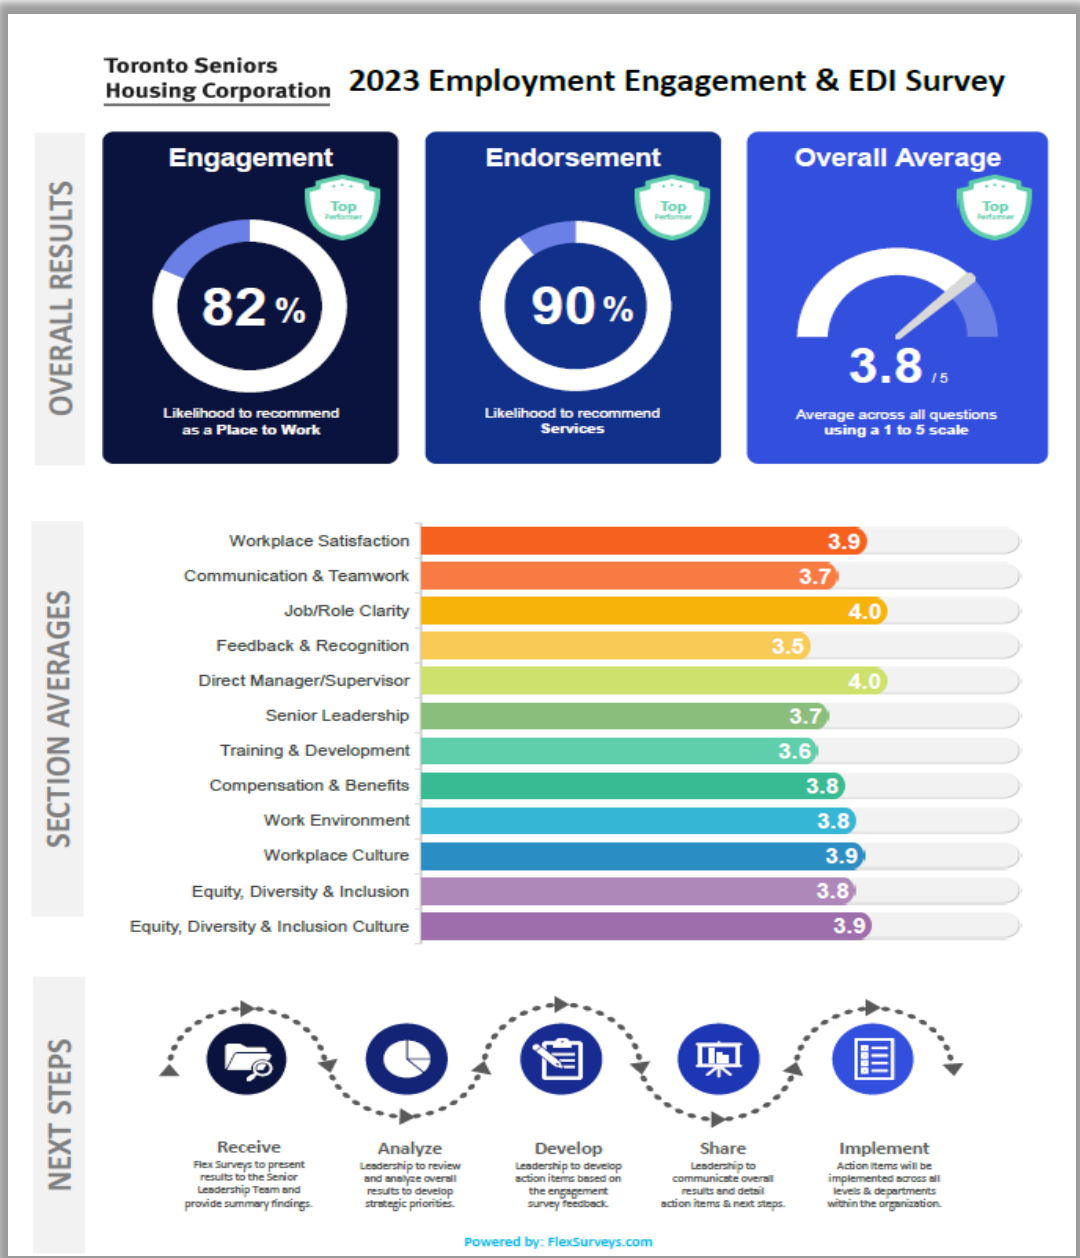 Toronto Seniors
Housing Corporation
2023 Employment Engagement & EDI Survey
OVERALL RESULTS
Engagement
Top
Performer
82 %
Likelihood to recommend
as a Place to Work
Endorsement
Top
Performer
90 %
Likelihood to recommend
Services
Overall Average
Top
Performer
3.8 / 5
Average across all questions
using a 1 to 5 scale
SECTION AVERAGES
Workplace Satisfaction 3.9
Communication & Teamwork 3.7
Job/Role Clarity 4.0
Feedback & Recognition 3.5
Direct Manager/Supervisor 4.0
Senior Leadership 3.7
Training & Development 3.6
Compensation & Benefits 3.8
Work Environment 3.8
Workplace Culture 3.9
Equity, Diversity & Inclusion 3.8
Equity, Diversity & Inclusion Culture 3.9
NEXT STEPS
Receive
Flex Surveys to present
results to the Senior
Leadership Team and
provide summary findings.
Analyze
Leadership to review
and analyze overall
results to develop
strategic priorities.
Develop
Leadership to develop
action items based on
the engagement
survey feedback.
Share
Leadership to
communicate overall
results and detail
action items & next steps.
Implement
Action Items will be
implemented across all
levels & departments
within the organization.
Powered by: FlexSurveys.com